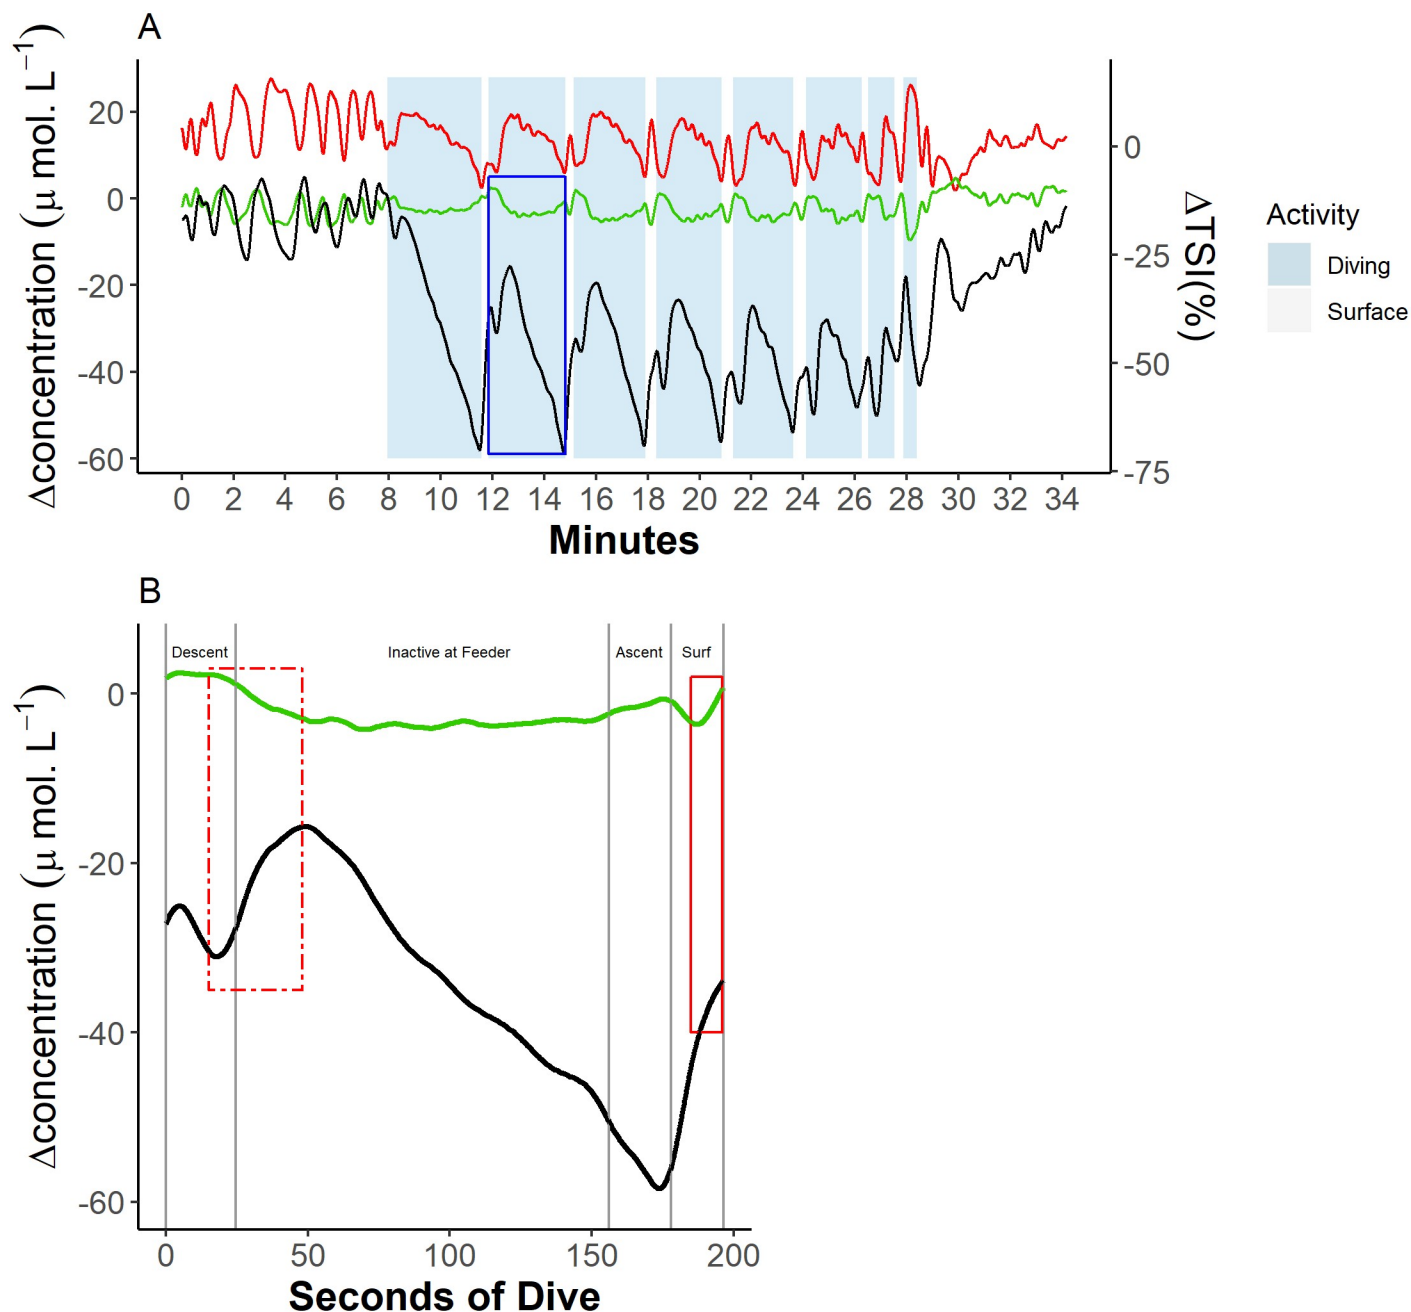 A
Δconcentration (μ mol. L⁻¹)
20
0
-20
-40
-60
0
-25
-50
-75
ΔTSI(%)
0 2 4 6 8 10 12 14 16 18 20 22 24 26 28 30 32 34
Minutes
Activity
Diving
Surface
B
Δconcentration (μ mol. L⁻¹)
Descent Inactive at Feeder Ascent Surf
0
-20
-40
-60
0 50 100 150 200
Seconds of Dive